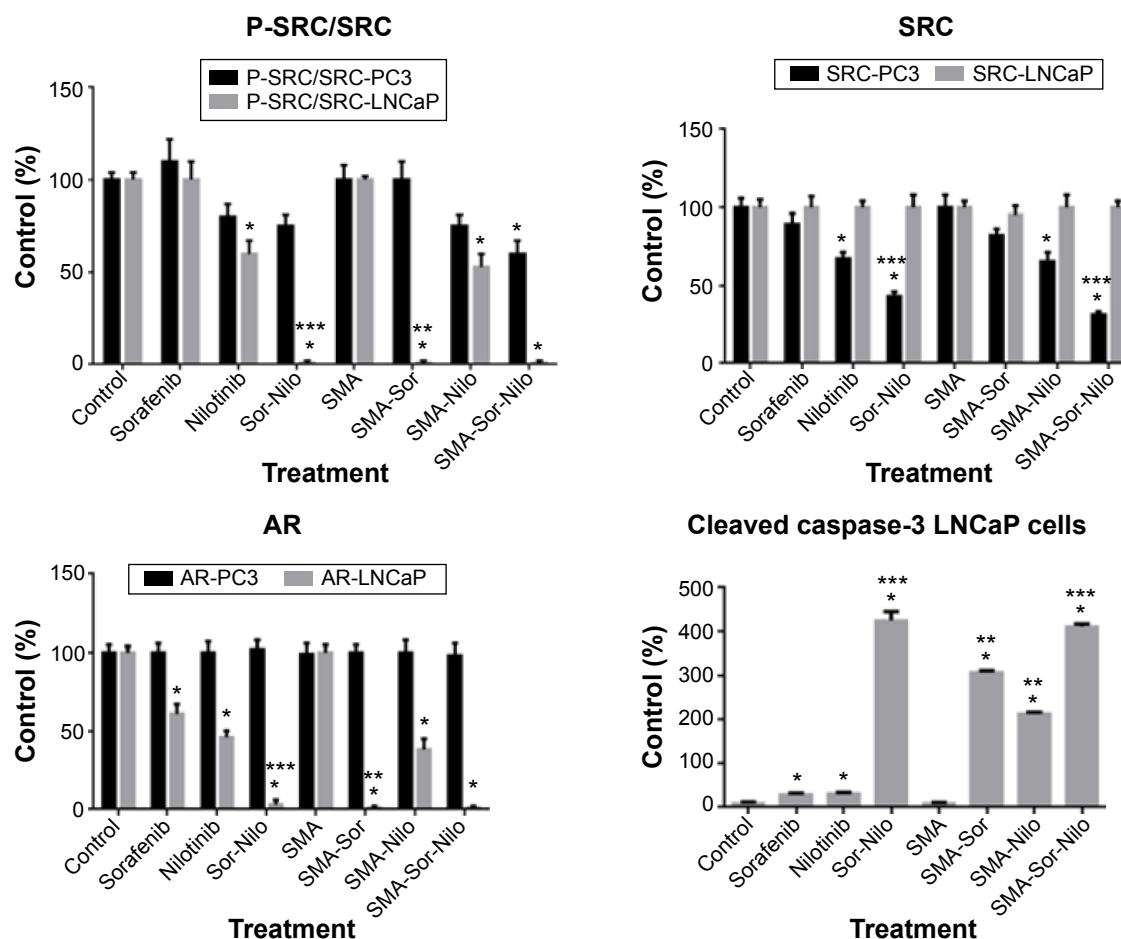 P-SRC/SRC
P-SRC/SRC-PC3
P-SRC/SRC-LNCaP
Control (%)
150
100
50
0
*
***
*
**
*
*
*
*
Control
Sorafenib
Nilotinib
Sor-Nilo
SMA
SMA-Sor
SMA-Nilo
SMA-Sor-Nilo
Treatment
SRC
SRC-PC3 SRC-LNCaP
Control (%)
150
100
50
0
*
***
*
*
***
*
Control
Sorafenib
Nilotinib
Sor-Nilo
SMA
SMA-Sor
SMA-Nilo
SMA-Sor-Nilo
Treatment
AR
AR-PC3 AR-LNCaP
Control (%)
150
100
50
0
*
*
***
*
**
*
*
*
Control
Sorafenib
Nilotinib
Sor-Nilo
SMA
SMA-Sor
SMA-Nilo
SMA-Sor-Nilo
Treatment
Cleaved caspase-3 LNCaP cells
Control (%)
500
400
300
200
100
0
*
*
***
*
**
*
**
*
***
*
Control
Sorafenib
Nilotinib
Sor-Nilo
SMA
SMA-Sor
SMA-Nilo
SMA-Sor-Nilo
Treatment